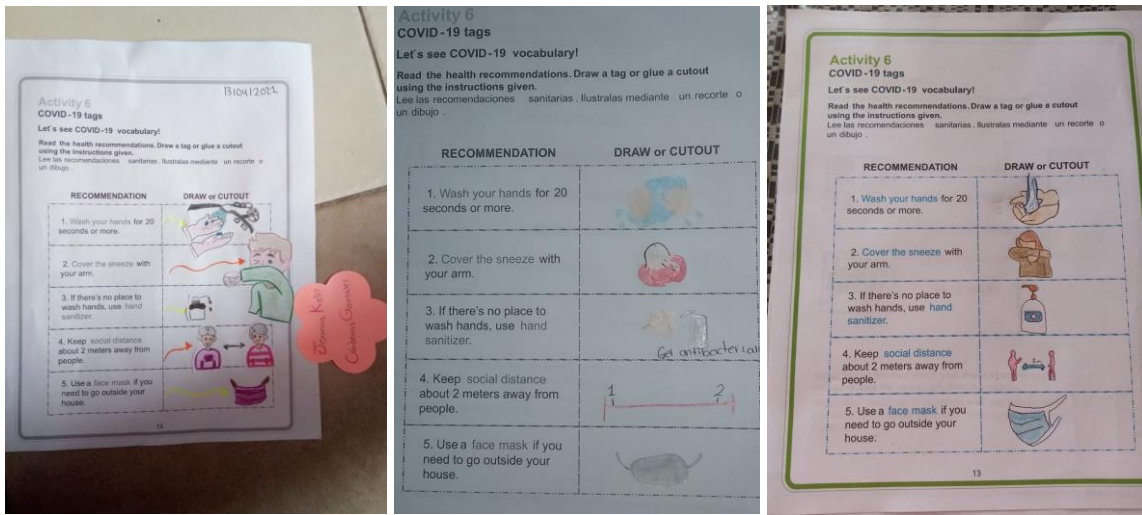 13/04/2021
Activity 6
COVID-19 tags
Let's see COVID-19 vocabulary!
Read the health recommendations. Draw a tag or glue a cutout
using the instructions given.
Lee las recomendaciones sanitarias. Ilustralas mediante un recorte o
un dibujo.
RECOMMENDATION DRAW or CUTOUT
1. Wash your hands for 20
seconds or more.
2. Cover the sneeze with
your arm.
3. If there's no place to
wash hands, use hand
sanitizer.
4. Keep social distance
about 2 meters away from
people.
5. Use a face mask if you
need to go outside your
house.
13
Cabanas
Activity 6
COVID-19 tags
Let's see COVID-19 vocabulary!
Read the health recommendations. Draw a tag or glue a cutout
using the instructions given.
Lee las recomendaciones sanitarias. Ilustralas mediante un recorte o
un dibujo.
RECOMMENDATION DRAW or CUTOUT
1. Wash your hands for 20
seconds or more.
2. Cover the sneeze with
your arm.
3. If there's no place to
wash hands, use hand
sanitizer.
Gel antibacterial
4. Keep social distance
about 2 meters away from
people.
1 2
5. Use a face mask if you
need to go outside your
house.
Activity 6
COVID-19 tags
Let's see COVID-19 vocabulary!
Read the health recommendations. Draw a tag or glue a cutout
using the instructions given.
Lee las recomendaciones sanitarias. Ilustralas mediante un recorte o
un dibujo.
RECOMMENDATION DRAW or CUTOUT
1. Wash your hands for 20
seconds or more.
2. Cover the sneeze with
your arm.
3. If there's no place to
wash hands, use hand
sanitizer.
4. Keep social distance
about 2 meters away from
people.
5. Use a face mask if you
need to go outside your
house.
13